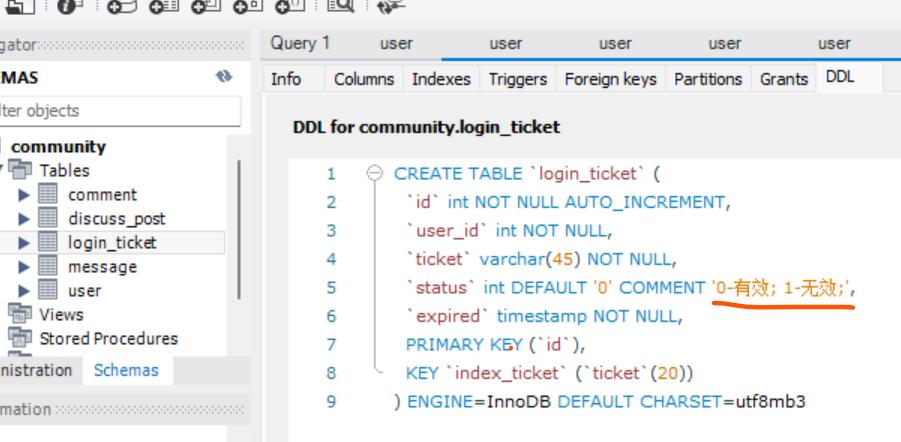 Query 1 user user user user user
gator
EMAS
lter objects
community
Tables
comment
discuss_post
login_ticket
message
user
Views
Stored Procedures
nistration Schemas
mation
Info Columns Indexes Triggers Foreign keys Partitions Grants DDL
DDL for community.login_ticket
1 CREATE TABLE `login_ticket` (
2 `id` int NOT NULL AUTO_INCREMENT,
3 `user_id` int NOT NULL,
4 `ticket` varchar(45) NOT NULL,
5 `status` int DEFAULT '0' COMMENT '0-有效; 1-无效;',
6 `expired` timestamp NOT NULL,
7 PRIMARY KEY (`id`),
8 KEY `index_ticket` (`ticket`(20))
9 ) ENGINE=InnoDB DEFAULT CHARSET=utf8mb3